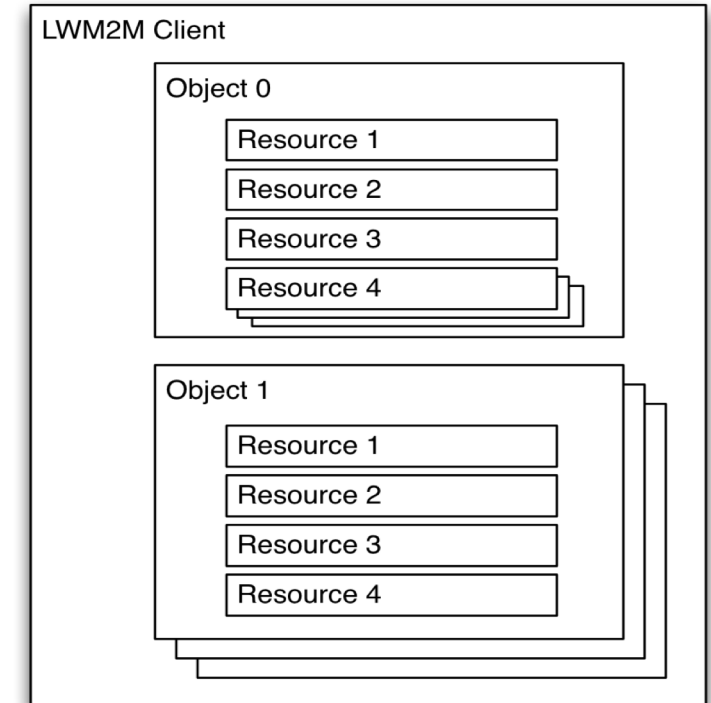 LWM2M Client
Object 0
Resource 1
Resource 2
Resource 3
Resource 4
Object 1
Resource 1
Resource 2
Resource 3
Resource 4